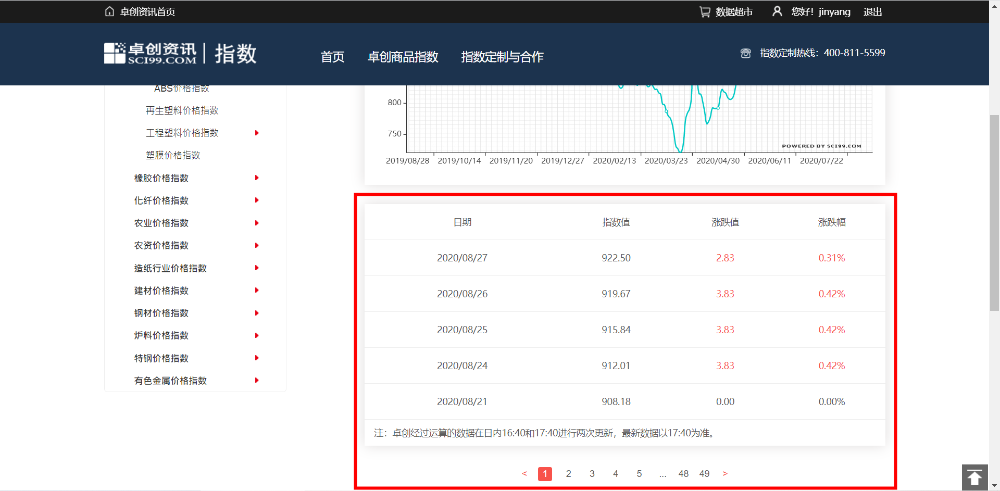 卓创资讯首页
数据超市 您好！jinyang 退出
卓创资讯 SCI99.COM | 指数
首页 卓创商品指数 指数定制与合作
指数定制热线：400-811-5599
ABS价格指数
再生塑料价格指数
工程塑料价格指数
塑膜价格指数
橡胶价格指数
化纤价格指数
农业价格指数
农资价格指数
造纸行业价格指数
建材价格指数
钢材价格指数
炉料价格指数
特钢价格指数
有色金属价格指数
800
750
POWERED BY SCI99.COM
2019/08/28 2019/10/14 2019/11/20 2019/12/27 2020/02/13 2020/03/23 2020/04/30 2020/06/11 2020/07/22
日期 指数值 涨跌值 涨跌幅
2020/08/27 922.50 2.83 0.31%
2020/08/26 919.67 3.83 0.42%
2020/08/25 915.84 3.83 0.42%
2020/08/24 912.01 3.83 0.42%
2020/08/21 908.18 0.00 0.00%
注：卓创经过运算的数据在日内16:40和17:40进行两次更新，最新数据以17:40为准。
< 1 2 3 4 5 ... 48 49 >